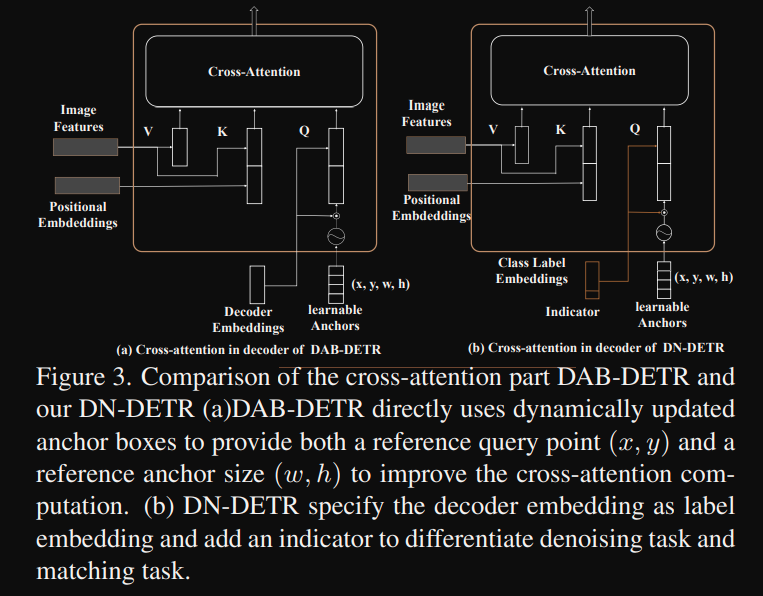 Cross-Attention
Image
Features
V
K
Q
Positional
Embdeddings
Decoder
Embeddings
(x, y, w, h)
learnable
Anchors
(a) Cross-attention in decoder of DAB-DETR
Cross-Attention
Image
Features
V
K
Q
Positional
Embdeddings
Class Label
Embeddings
Indicator
(x, y, w, h)
learnable
Anchors
(b) Cross-attention in decoder of DN-DETR
Figure 3. Comparison of the cross-attention part DAB-DETR and
our DN-DETR (a)DAB-DETR directly uses dynamically updated
anchor boxes to provide both a reference query point (x, y) and a
reference anchor size (w, h) to improve the cross-attention com-
putation. (b) DN-DETR specify the decoder embedding as label
embedding and add an indicator to differentiate denoising task and
matching task.